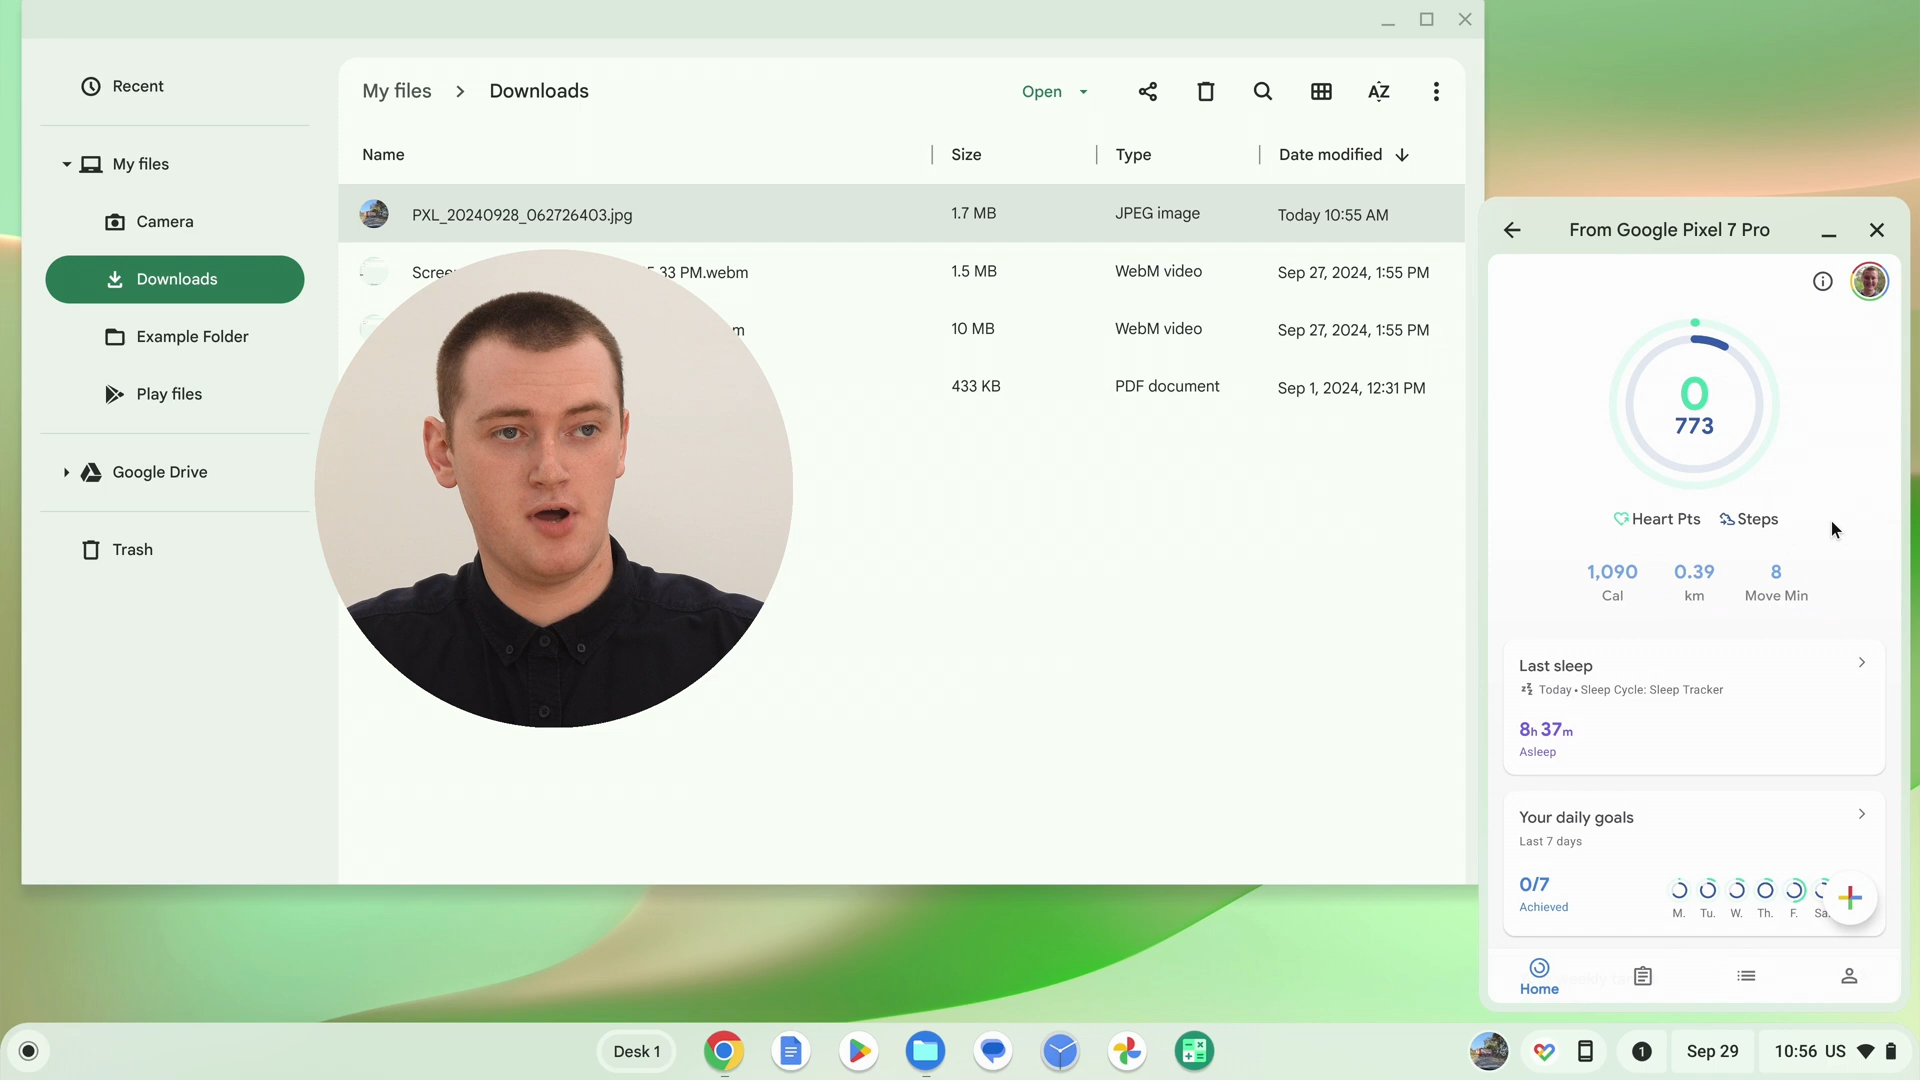 Recent
My files
Camera
Downloads
Example Folder
Play files
Google Drive
Trash
My files
Downloads
Open
AZ
Name
Size
Type
Date modified
PXL_20240928_062726403.jpg
1.7 MB
JPEG image
Today 10:55 AM
33 PM.webm
1.5 MB
WebM video
Sep 27, 2024, 1:55 PM
10 MB
WebM video
Sep 27, 2024, 1:55 PM
433 KB
PDF document
Sep 1, 2024, 12:31 PM
From Google Pixel 7 Pro
0
773
Heart Pts
Steps
1,090
Cal
0.39
km
8
Move Min
Last sleep
Today • Sleep Cycle: Sleep Tracker
8h 37m
Asleep
Your daily goals
Last 7 days
0/7
Achieved
M.
Tu.
W.
Th.
F.
Sa.
Home
Desk 1
1
Sep 29
10:56
US